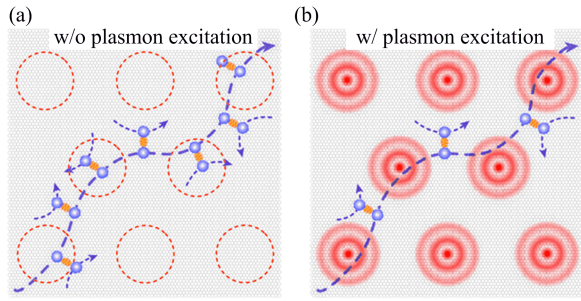 (a)
w/o plasmon excitation
(b)
w/ plasmon excitation